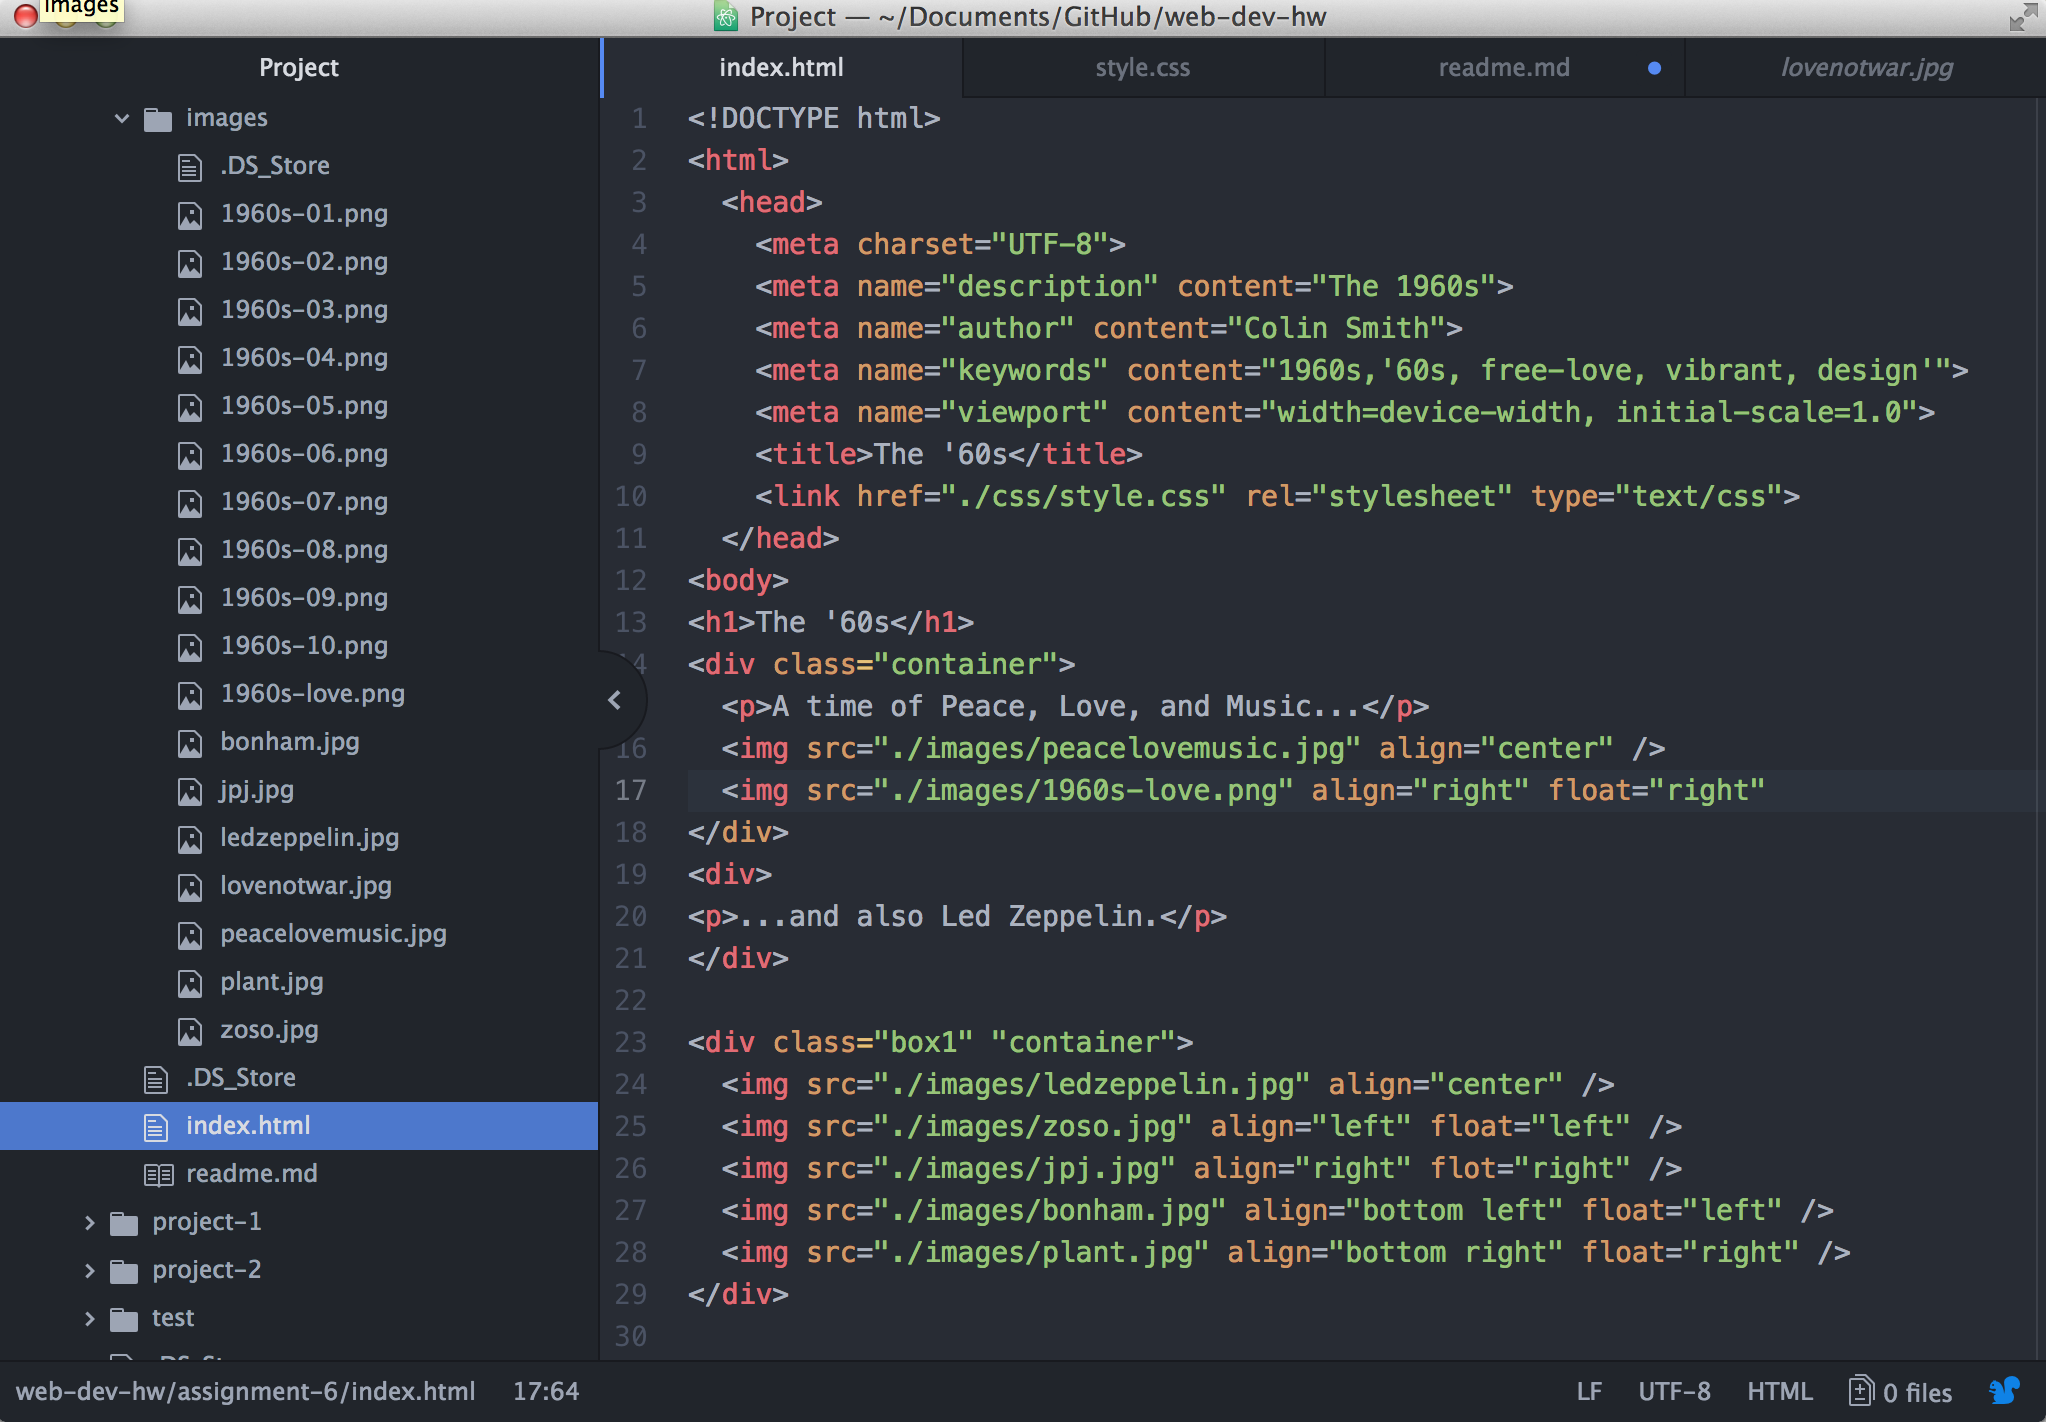 images
Project — ~/Documents/GitHub/web-dev-hw
Project
images
.DS_Store
1960s-01.png
1960s-02.png
1960s-03.png
1960s-04.png
1960s-05.png
1960s-06.png
1960s-07.png
1960s-08.png
1960s-09.png
1960s-10.png
1960s-love.png
bonham.jpg
jpj.jpg
ledzeppelin.jpg
lovenotwar.jpg
peacelovemusic.jpg
plant.jpg
zoso.jpg
.DS_Store
index.html
readme.md
project-1
project-2
test
index.html style.css readme.md lovenotwar.jpg
1 <!DOCTYPE html>
2 <html>
3 <head>
4 <meta charset="UTF-8">
5 <meta name="description" content="The 1960s">
6 <meta name="author" content="Colin Smith">
7 <meta name="keywords" content="1960s,'60s, free-love, vibrant, design'">
8 <meta name="viewport" content="width=device-width, initial-scale=1.0">
9 <title>The '60s</title>
10 <link href="./css/style.css" rel="stylesheet" type="text/css">
11 </head>
12 <body>
13 <h1>The '60s</h1>
14 <div class="container">
<p>A time of Peace, Love, and Music...</p>
16 <img src="./images/peacelovemusic.jpg" align="center" />
17 <img src="./images/1960s-love.png" align="right" float="right"
18 </div>
19 <div>
20 <p>...and also Led Zeppelin.</p>
21 </div>
22
23 <div class="box1" "container">
24 <img src="./images/ledzeppelin.jpg" align="center" />
25 <img src="./images/zoso.jpg" align="left" float="left" />
26 <img src="./images/jpj.jpg" align="right" flot="right" />
27 <img src="./images/bonham.jpg" align="bottom left" float="left" />
28 <img src="./images/plant.jpg" align="bottom right" float="right" />
29 </div>
30
web-dev-hw/assignment-6/index.html 17:64 LF UTF-8 HTML 0 files